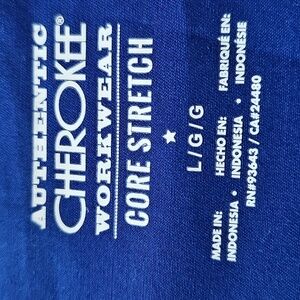 AUTHENTIC
CHEROKEE®
WORKWEAR
CORE STRETCH
L / G / G
MADE IN: HECHO EN: FABRIQUÉ EN:
INDONESIA • INDONESIA • INDONÉSIE
RN#93643 / CA#24480